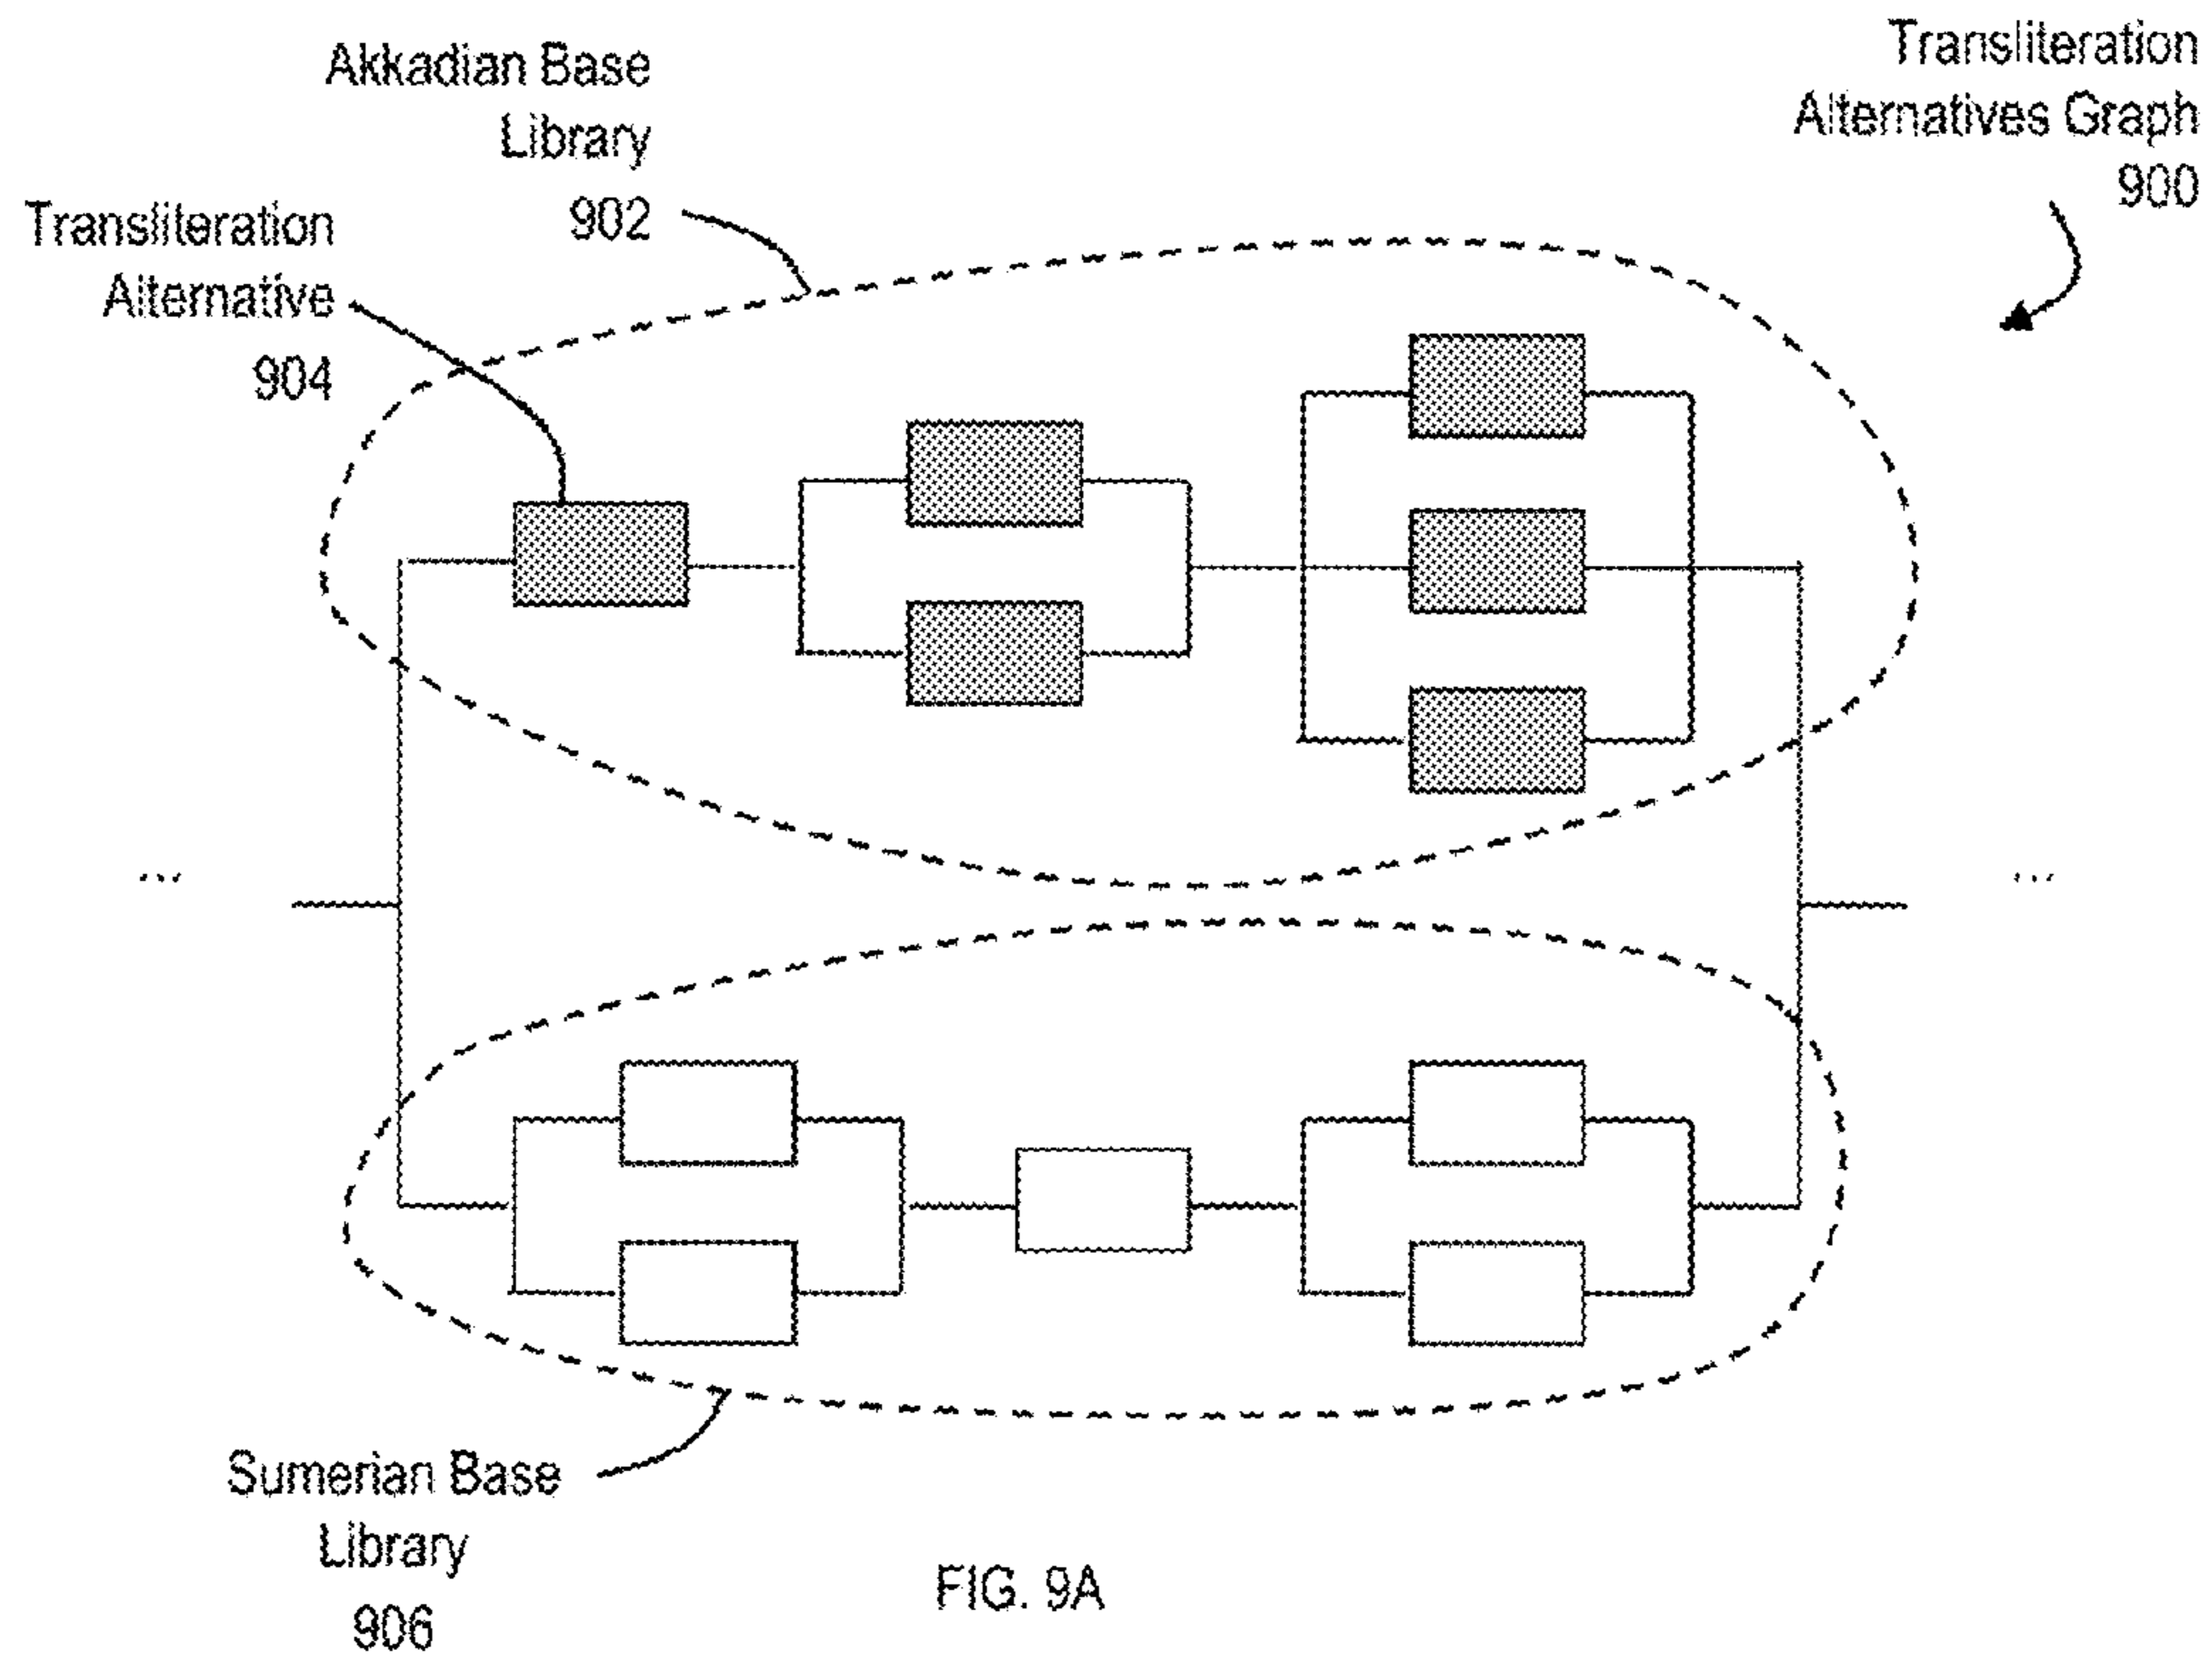 Akkadian Base
Library
902
Transliteration
Alternatives Graph
900
Transliteration
Alternative
904
...
...
Sumerian Base
Library
906
FIG. 9A